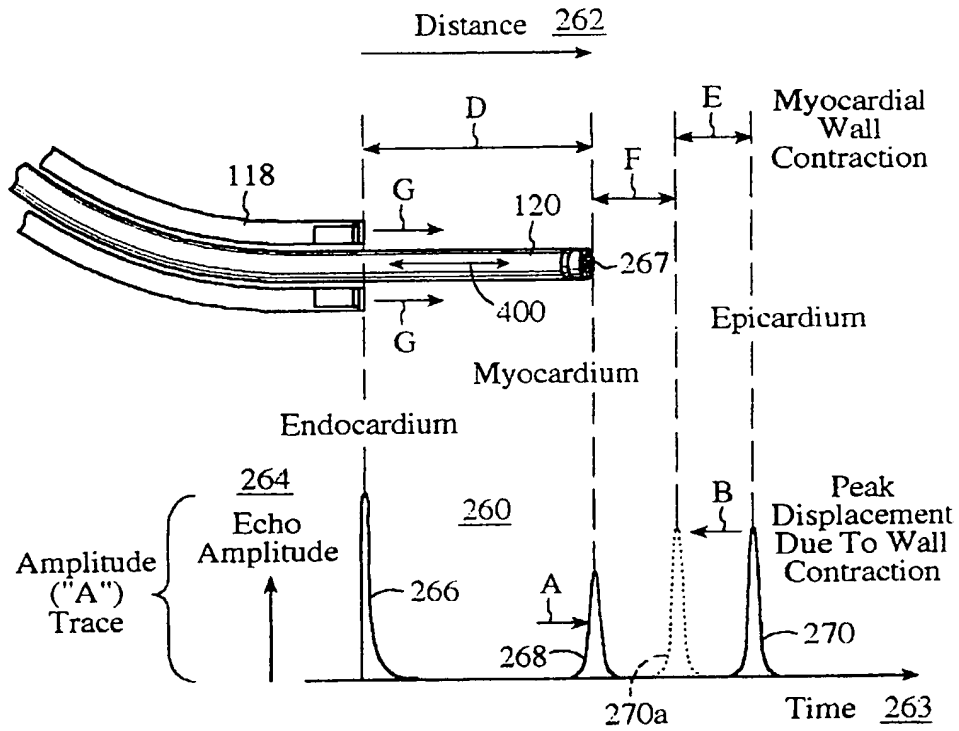 Distance 262
E
Myocardial
Wall
Contraction
D
F
118
G
120
267
400
G
Epicardium
Myocardium
Endocardium
264
Echo
Amplitude
260
B
Peak
Displacement
Due To Wall
Contraction
Amplitude
("A")
Trace
266
A
268
270
270a
Time 263